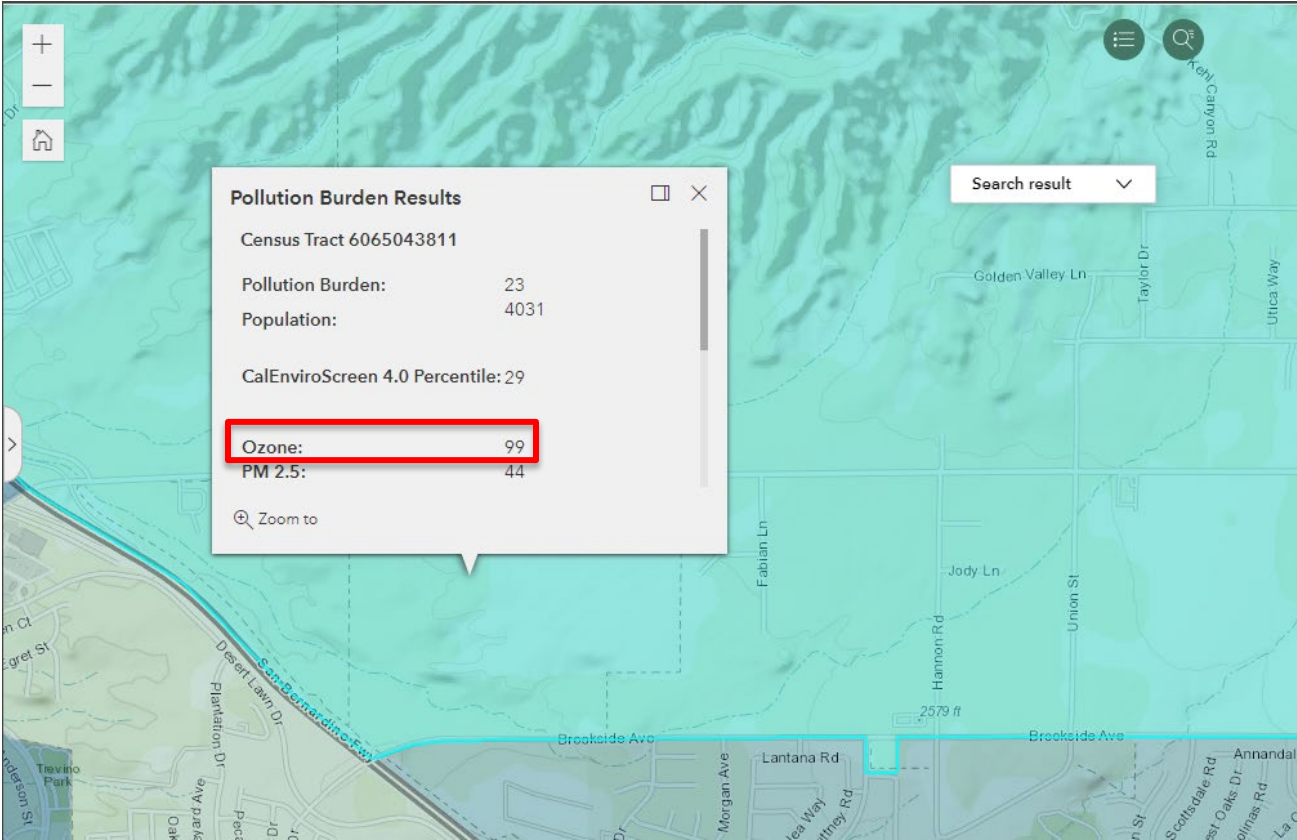 Kehl Canyon Rd
Dr
Pollution Burden Results
Search result
Census Tract 6065043811
Pollution Burden: 23
Population: 4031
CalEnviroScreen 4.0 Percentile: 29
Ozone: 99
PM 2.5: 44
Zoom to
Golden Valley Ln
Taylor Dr
Utica Way
Fabian Ln
Jody Ln
Union St
Hannon Rd
2579 ft
Egret St
Desert Lawn Dr
San Bernardino Fwy
Plantation Dr
Brookside Ave
Brookside Ave
Lantana Rd
Morgan Ave
Trevino
Park
Scottsdale Rd